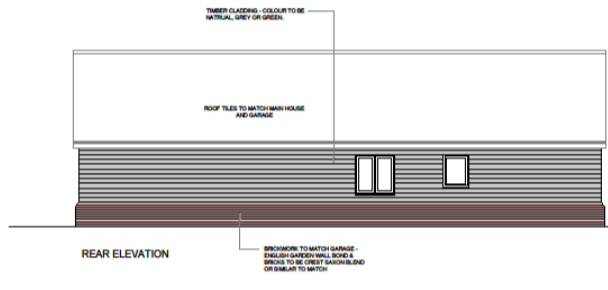 TIMBER CLADDING - COLOUR TO BE
NATRUAL, GREY OR GREEN.
ROOF TILES TO MATCH MAIN HOUSE
AND GARAGE
REAR ELEVATION
BRICKWORK TO MATCH GARAGE -
ENGLISH GARDEN WALL BOND &
BRICKS TO BE CREST SAXON BLEND
OR SIMILAR TO MATCH